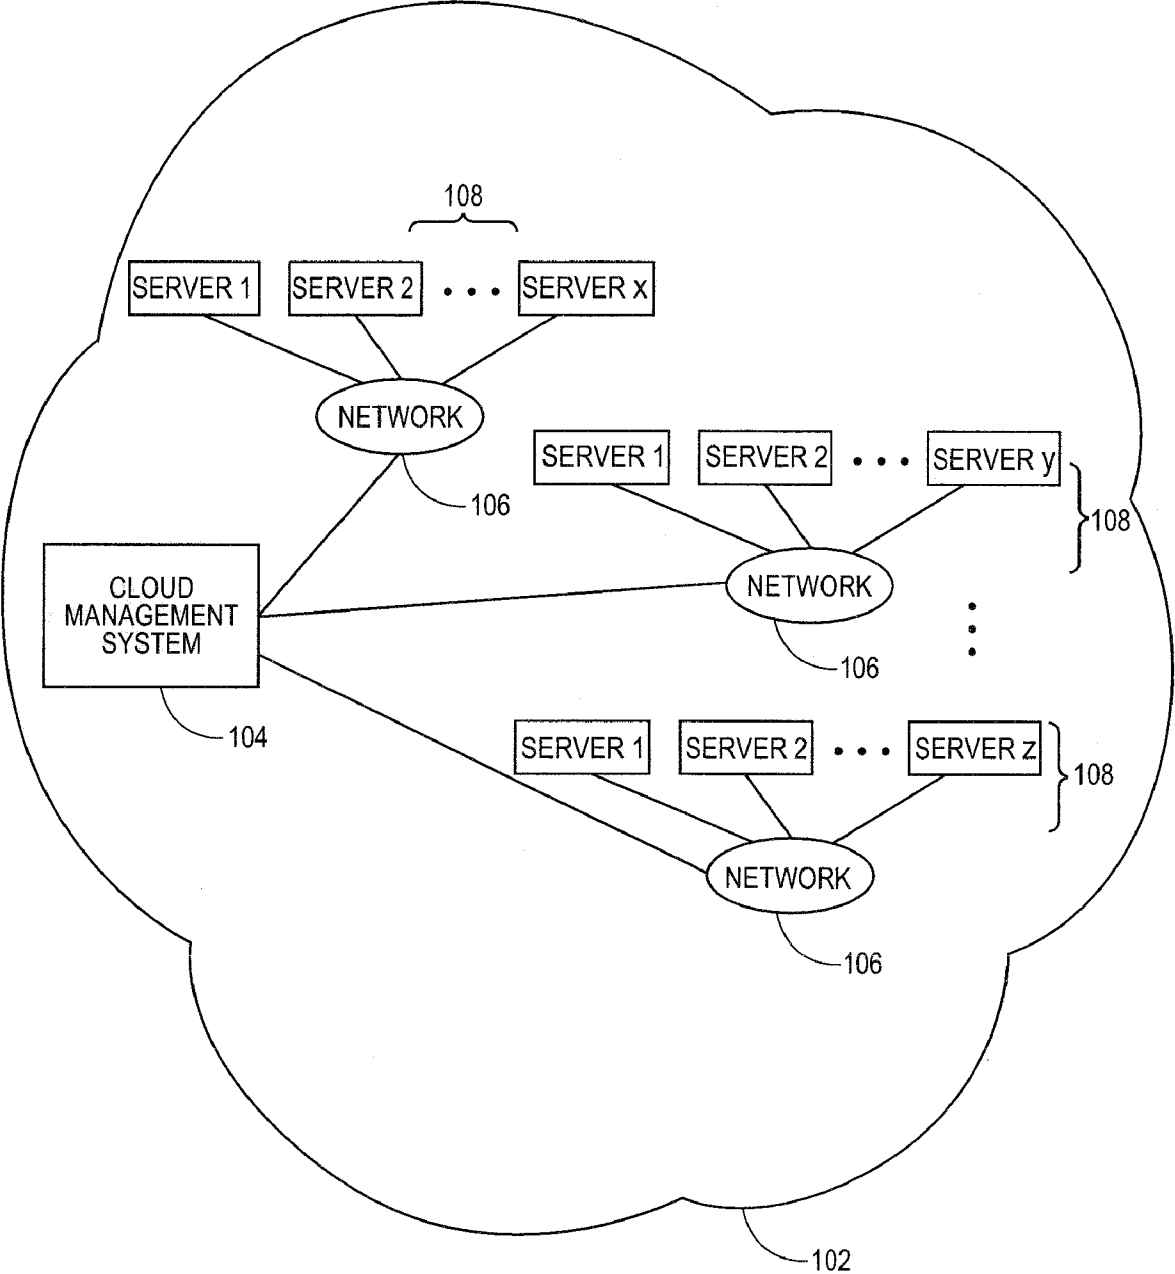 108
SERVER 1
SERVER 2
SERVER x
NETWORK
106
SERVER 1
SERVER 2
SERVER y
108
NETWORK
106
CLOUD
MANAGEMENT
SYSTEM
104
SERVER 1
SERVER 2
SERVER z
108
NETWORK
106
102